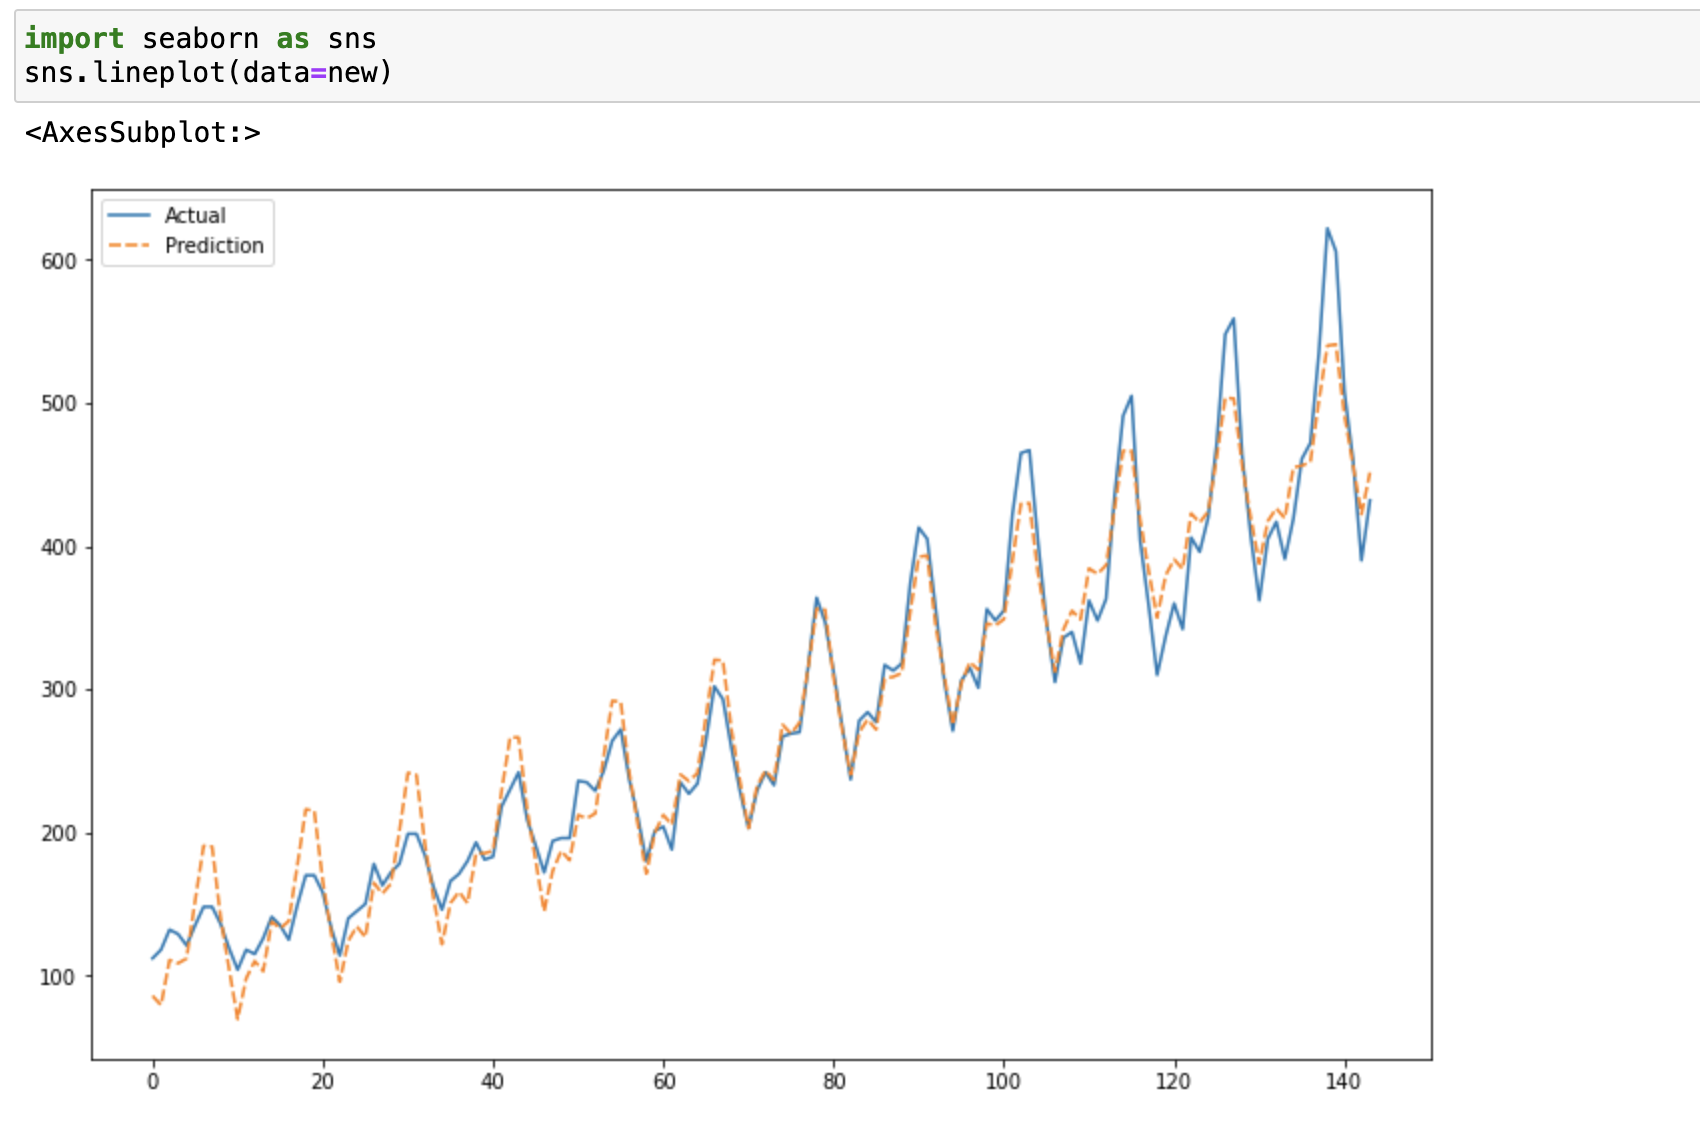 import seaborn as sns
sns.lineplot(data=new)
<AxesSubplot:>
Actual
Prediction
600
500
400
300
200
100
0 20 40 60 80 100 120 140